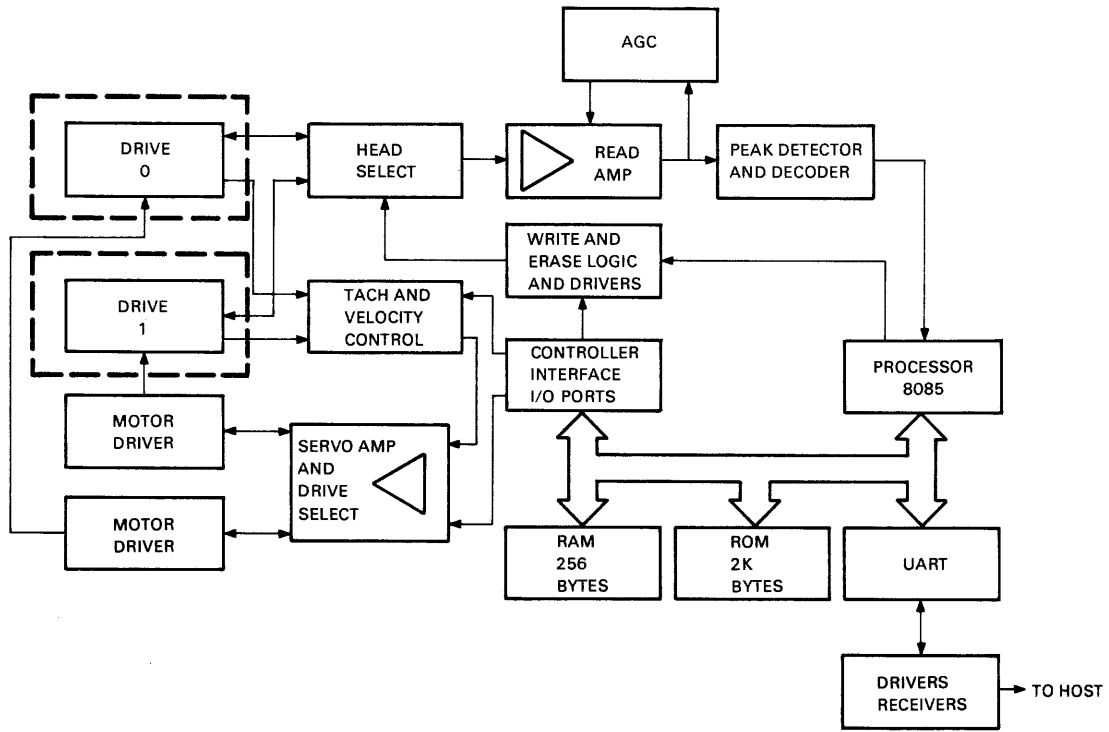 AGC
DRIVE
0
HEAD
SELECT
READ
AMP
PEAK DETECTOR
AND DECODER
WRITE AND
ERASE LOGIC
AND DRIVERS
DRIVE
1
TACH AND
VELOCITY
CONTROL
CONTROLLER
INTERFACE
I/O PORTS
PROCESSOR
8085
MOTOR
DRIVER
SERVO AMP
AND
DRIVE
SELECT
MOTOR
DRIVER
RAM
256
BYTES
ROM
2K
BYTES
UART
DRIVERS
RECEIVERS
TO HOST